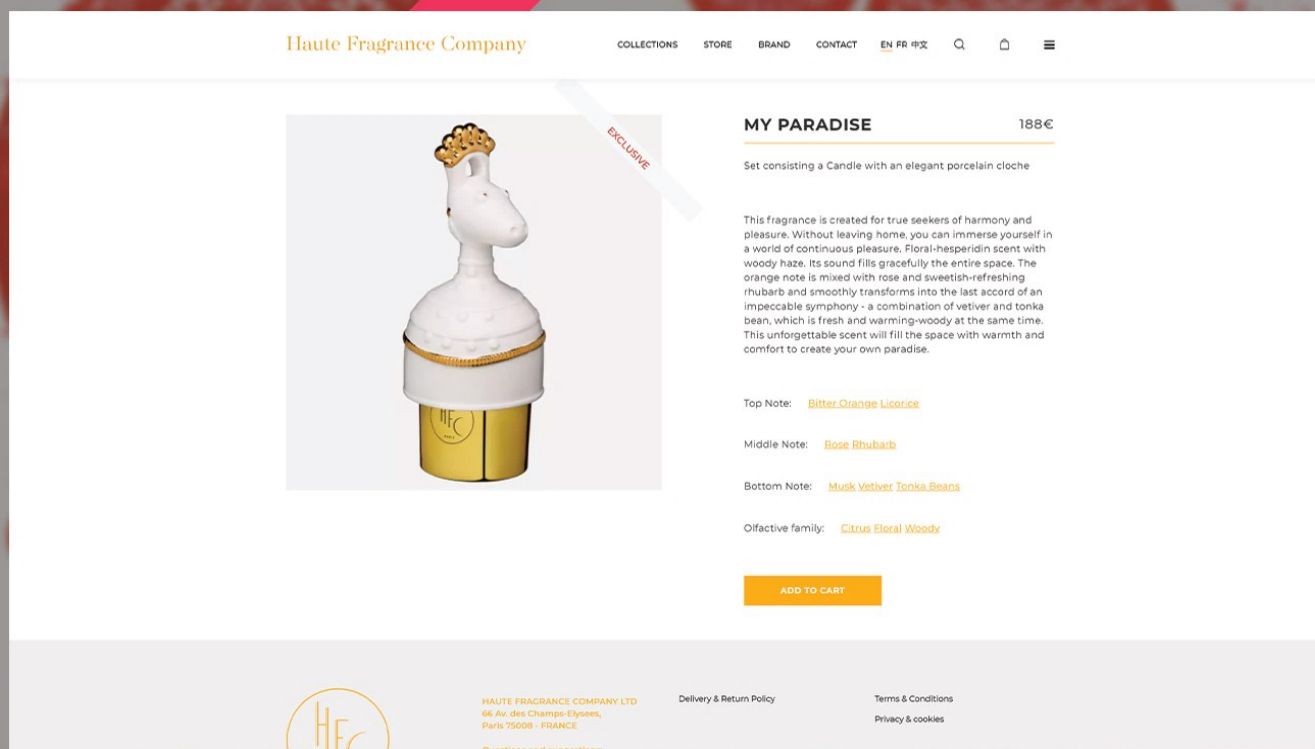 Haute Fragrance Company
COLLECTIONS STORE BRAND CONTACT EN FR 中文
EXCLUSIVE
MY PARADISE 188€
Set consisting a Candle with an elegant porcelain cloche
This fragrance is created for true seekers of harmony and
pleasure. Without leaving home, you can immerse yourself in
a world of continuous pleasure. Floral-hesperidin scent with
woody haze. Its sound fills gracefully the entire space. The
orange note is mixed with rose and sweetish-refreshing
rhubarb and smoothly transforms into the last accord of an
impeccable symphony - a combination of vetiver and tonka
bean, which is fresh and warming-woody at the same time.
This unforgettable scent will fill the space with warmth and
comfort to create your own paradise.
Top Note: Bitter Orange Licorice
Middle Note: Rose Rhubarb
Bottom Note: Musk Vetiver Tonka Beans
Olfactive family: Citrus Floral Woody
ADD TO CART
HFC
HFC
HAUTE FRAGRANCE COMPANY LTD
66 Av. des Champs-Elysees,
Paris 75008 - FRANCE
Delivery & Return Policy
Terms & Conditions
Privacy & cookies